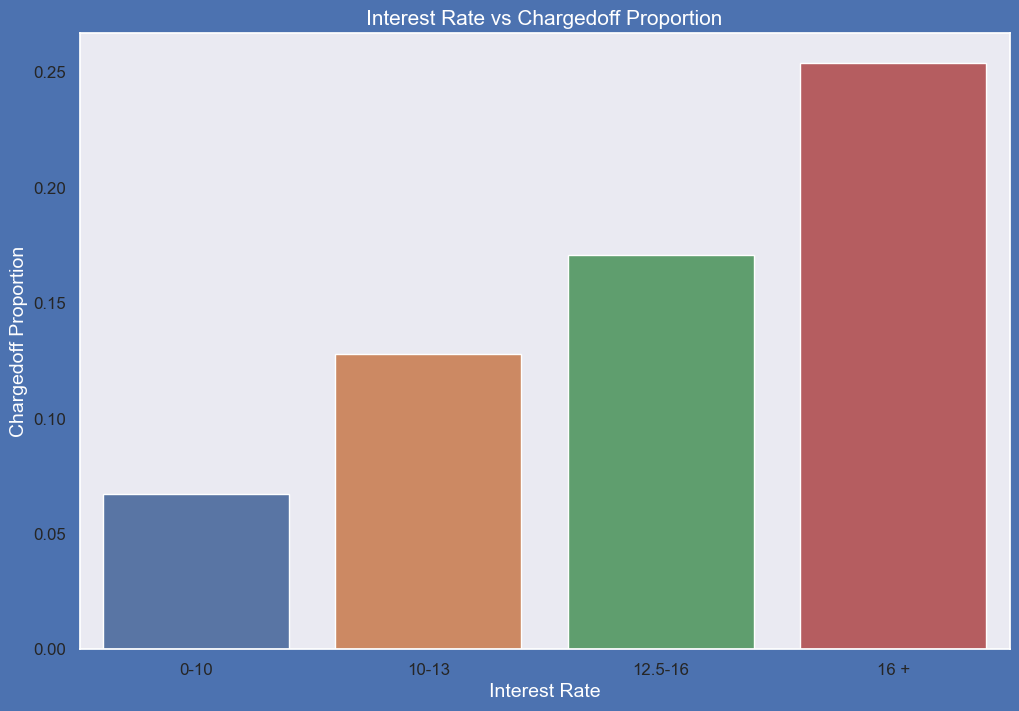 Interest Rate vs Chargedoff Proportion
Chargedoff Proportion
0.25
0.20
0.15
0.10
0.05
0.00
0-10 10-13 12.5-16 16 +
Interest Rate